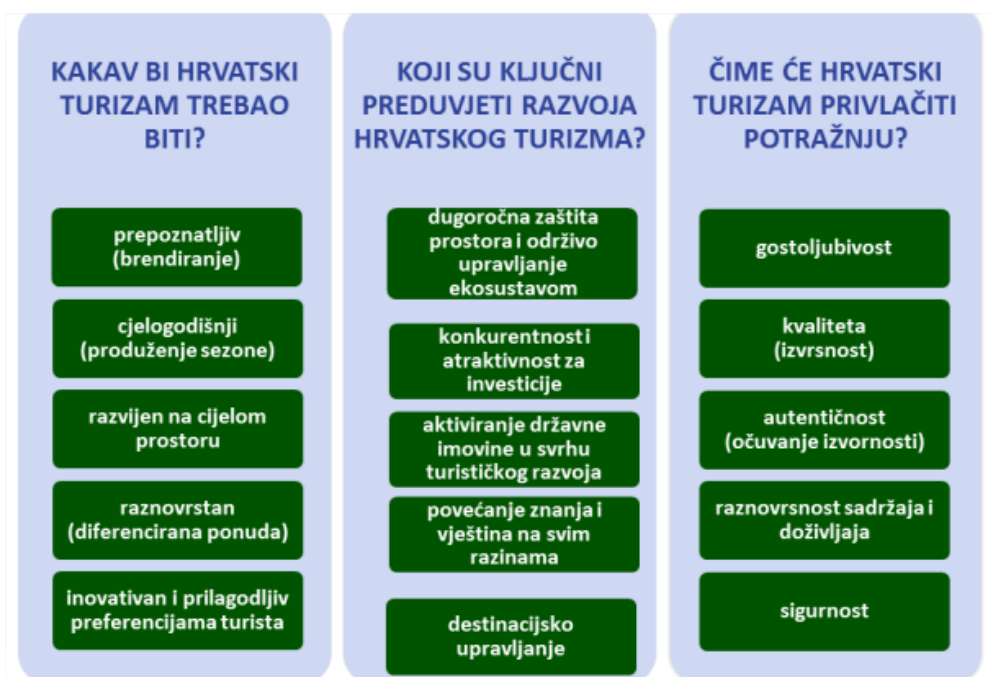 KAKAV BI HRVATSKI
TURIZAM TREBAO
BITI?
prepoznatljiv
(brendiranje)
cjelogodišnji
(produženje sezone)
razvijen na cijelom
prostoru
raznovrstan
(diferencirana ponuda)
inovativan i prilagodljiv
preferencijama turista
KOJI SU KLJUČNI
PREDUVJETI RAZVOJA
HRVATSKOG TURIZMA?
dugoročna zaštita
prostora i održivo
upravljanje
ekosustavom
konkurentnost i
atraktivnost za
investicije
aktiviranje državne
imovine u svrhu
turističkog razvoja
povećanje znanja i
vještina na svim
razinama
destinacijsko
upravljanje
ČIME ĆE HRVATSKI
TURIZAM PRIVLAČITI
POTRAŽNJU?
gostoljubivost
kvaliteta
(izvrsnost)
autentičnost
(očuvanje izvornosti)
raznovrsnost sadržaja i
doživljaja
sigurnost